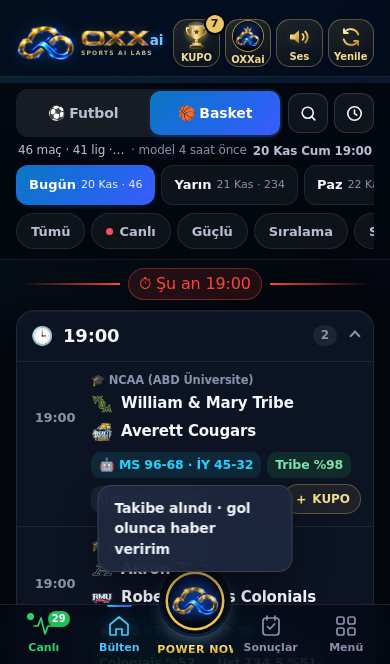 OXX ai
SPORTS AI LABS
7
KUPO
OXXai
Ses
Yenile
⚽ Futbol
🏀 Basket
46 maç · 41 lig ·… · model 4 saat önce 20 Kas Cum 19:00
Bugün 20 Kas · 46
Yarın 21 Kas · 234
Paz 22
Tümü
Canlı
Güçlü
Sıralama
⏱ Şu an 19:00
19:00
2
🎓 NCAA (ABD Üniversite)
19:00
William & Mary Tribe
Averett Cougars
🤖 MS 96-68 · İY 45-32
Tribe %98
+ KUPO
Takibe alındı · gol
olunca haber
veririm
19:00
Colonials
29
Canlı
Bülten
POWER NOW
Sonuçlar
Menü